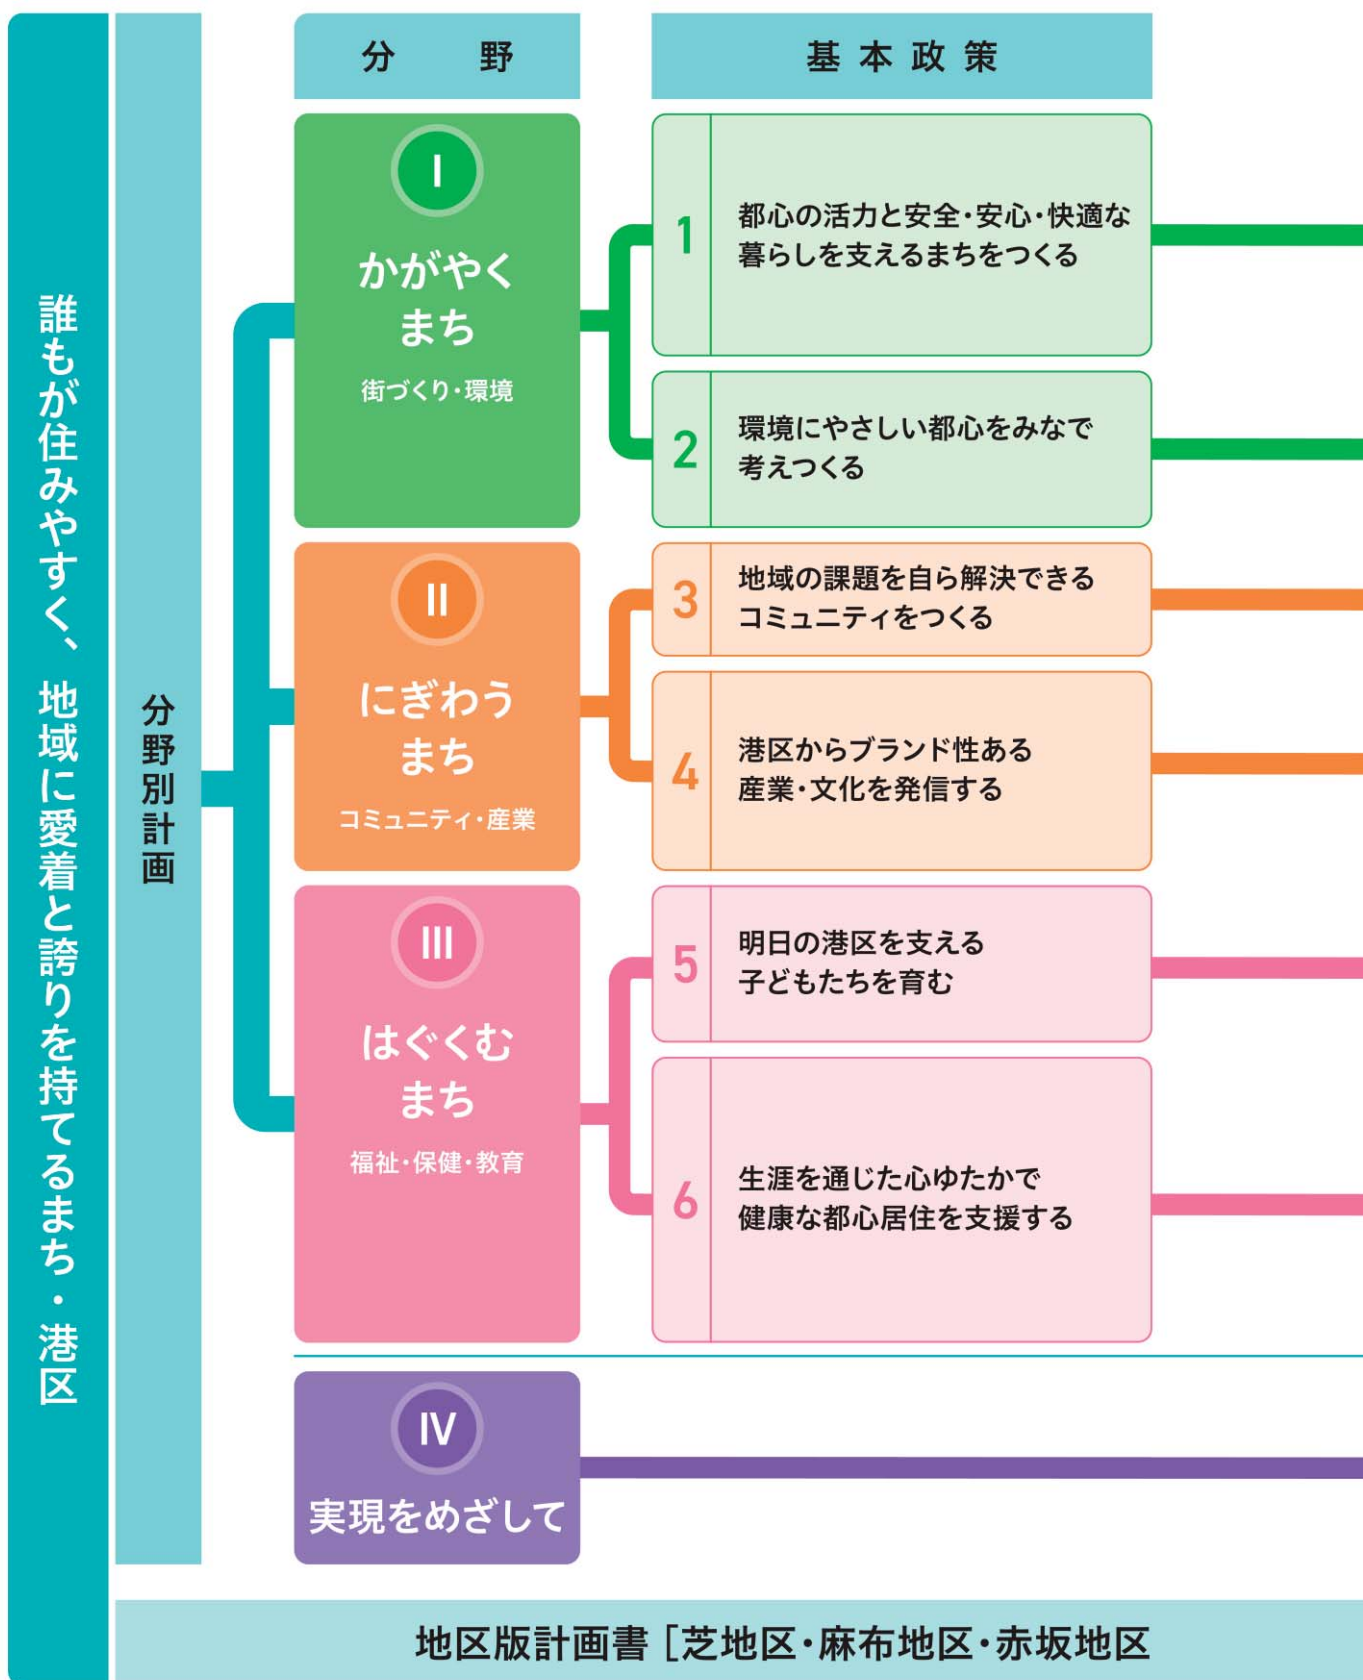 誰もが住みやすく、地域に愛着と誇りを持てるまち・港区
分野別計画
分野
基本政策
I
かがやく
まち
街づくり・環境
1
都心の活力と安全・安心・快適な
暮らしを支えるまちをつくる
2
環境にやさしい都心をみなで
考えつくる
II
にぎわう
まち
コミュニティ・産業
3
地域の課題を自ら解決できる
コミュニティをつくる
4
港区からブランド性ある
産業・文化を発信する
III
はぐくむ
まち
福祉・保健・教育
5
明日の港区を支える
子どもたちを育む
6
生涯を通じた心ゆたかで
健康な都心居住を支援する
IV
実現をめざして
地区版計画書［芝地区・麻布地区・赤坂地区